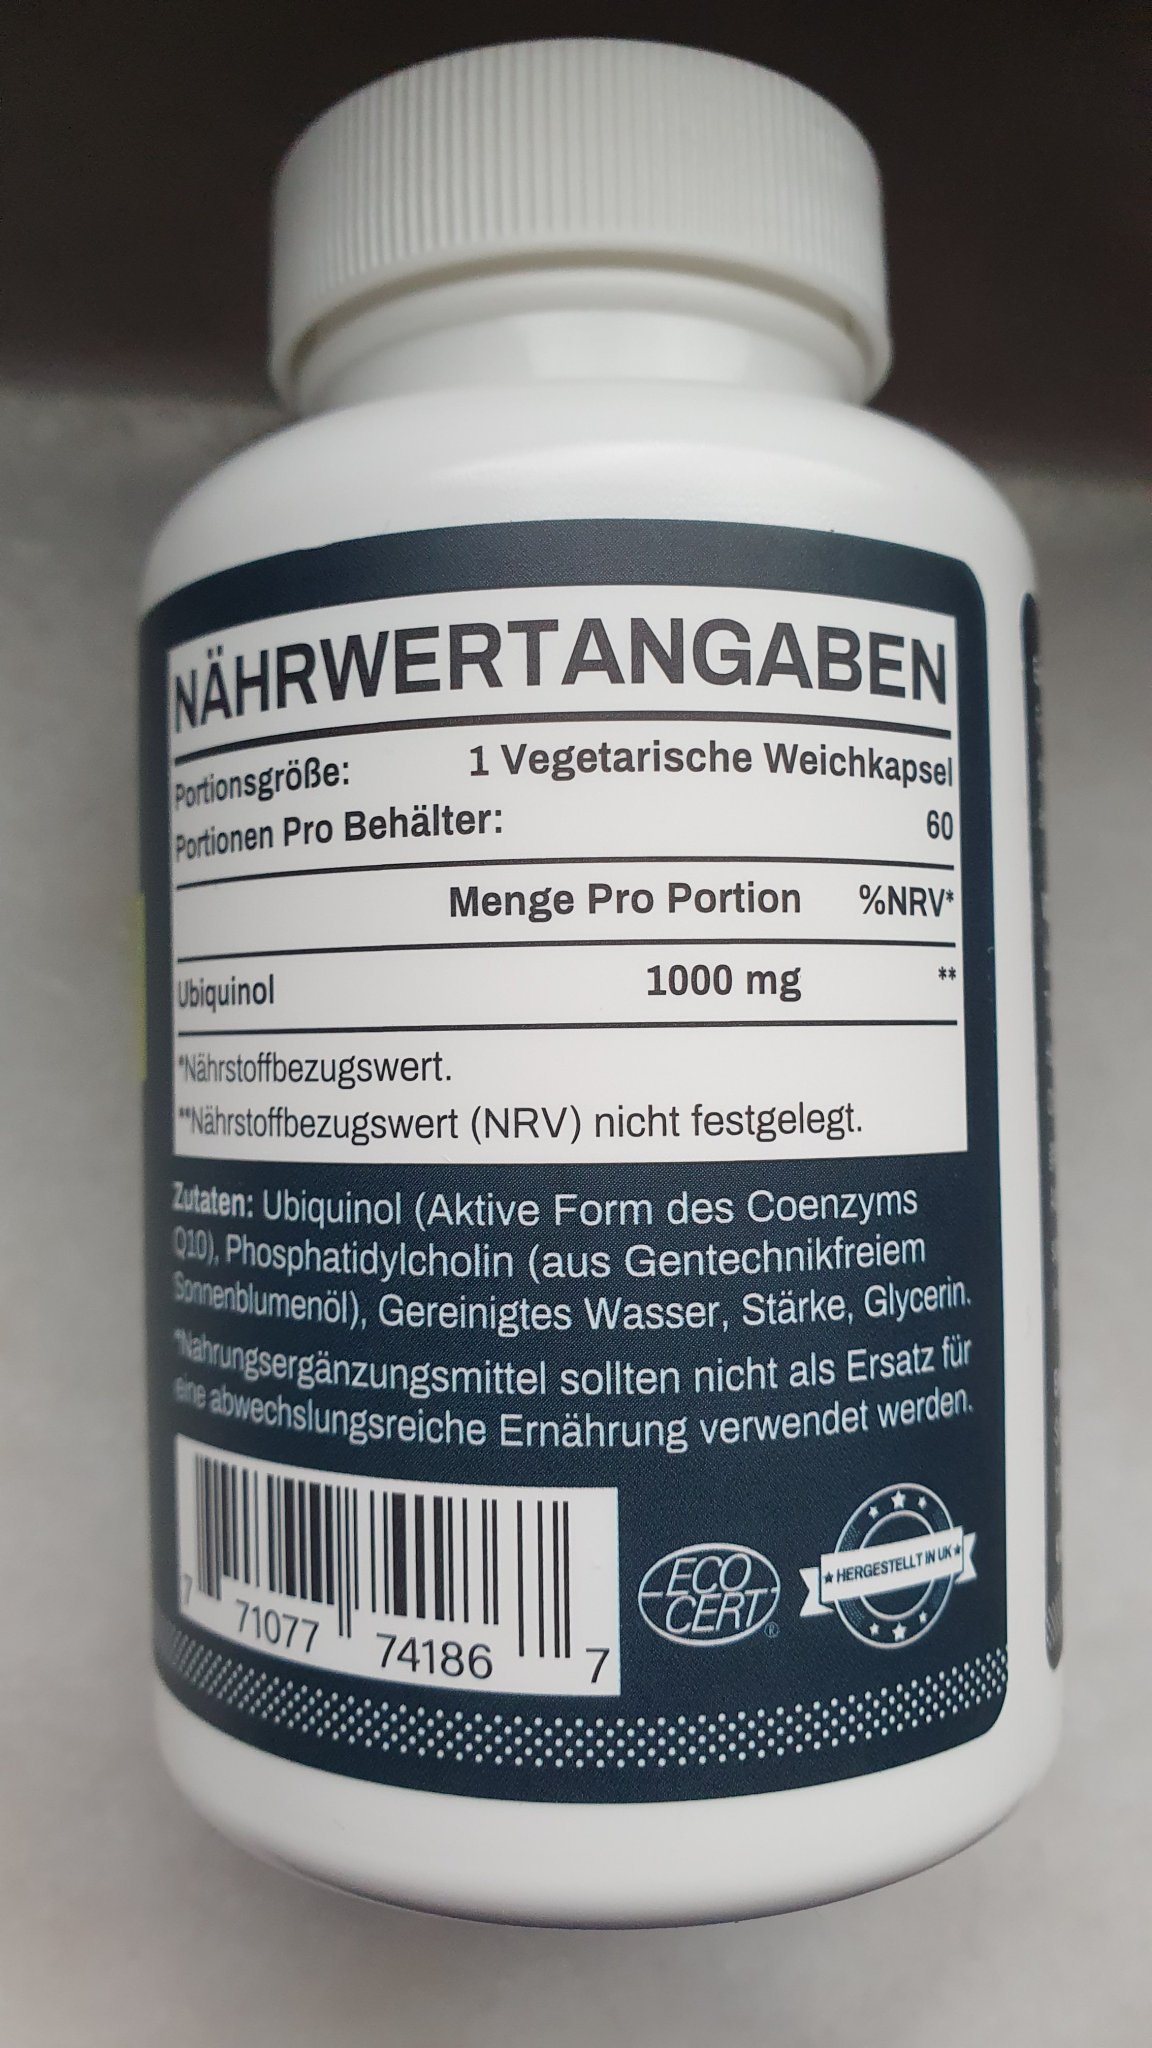 NÄHRWERTANGABEN
Portionsgröße: 1 Vegetarische Weichkapsel
Portionen Pro Behälter: 60
Menge Pro Portion %NRV*
Ubiquinol 1000 mg **
*Nährstoffbezugswert.
**Nährstoffbezugswert (NRV) nicht festgelegt.
Zutaten: Ubiquinol (Aktive Form des Coenzyms
Q10), Phosphatidylcholin (aus Gentechnikfreiem
Sonnenblumenöl), Gereinigtes Wasser, Stärke, Glycerin.
*Nahrungsergänzungsmittel sollten nicht als Ersatz für
eine abwechslungsreiche Ernährung verwendet werden.
7 71077 74186 7
ECO
CERT®
★ HERGESTELLT IN UK ★